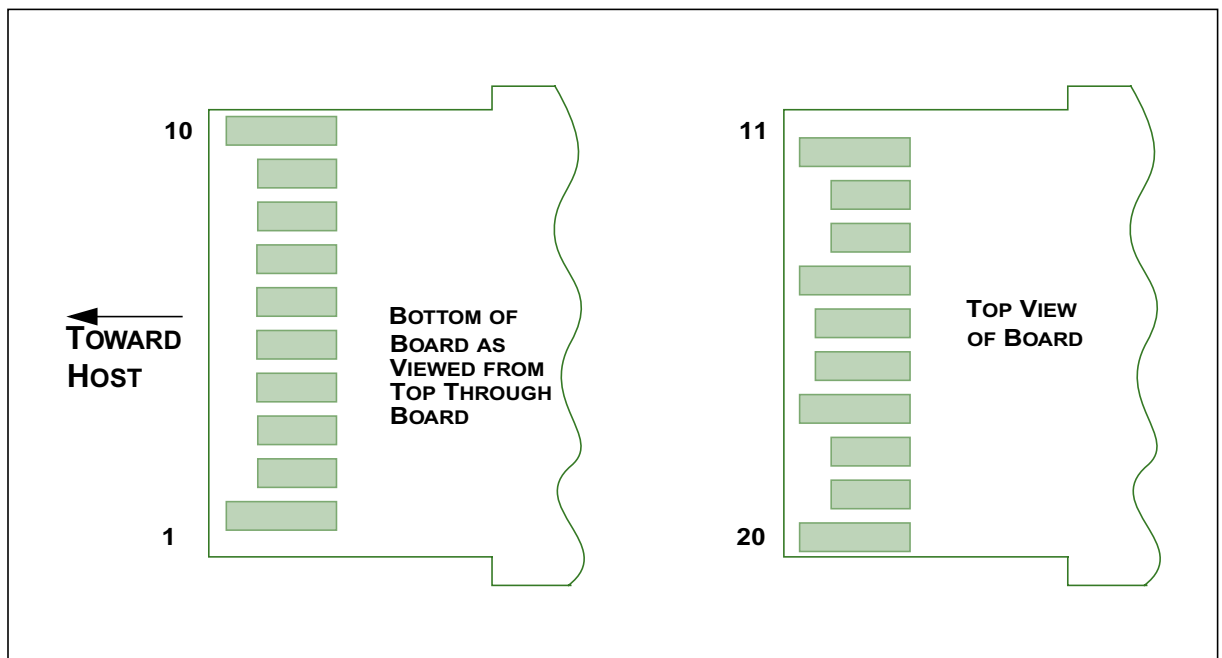 10
TOWARD
HOST
BOTTOM OF
BOARD AS
VIEWED FROM
TOP THROUGH
BOARD
1
11
TOP VIEW
OF BOARD
20